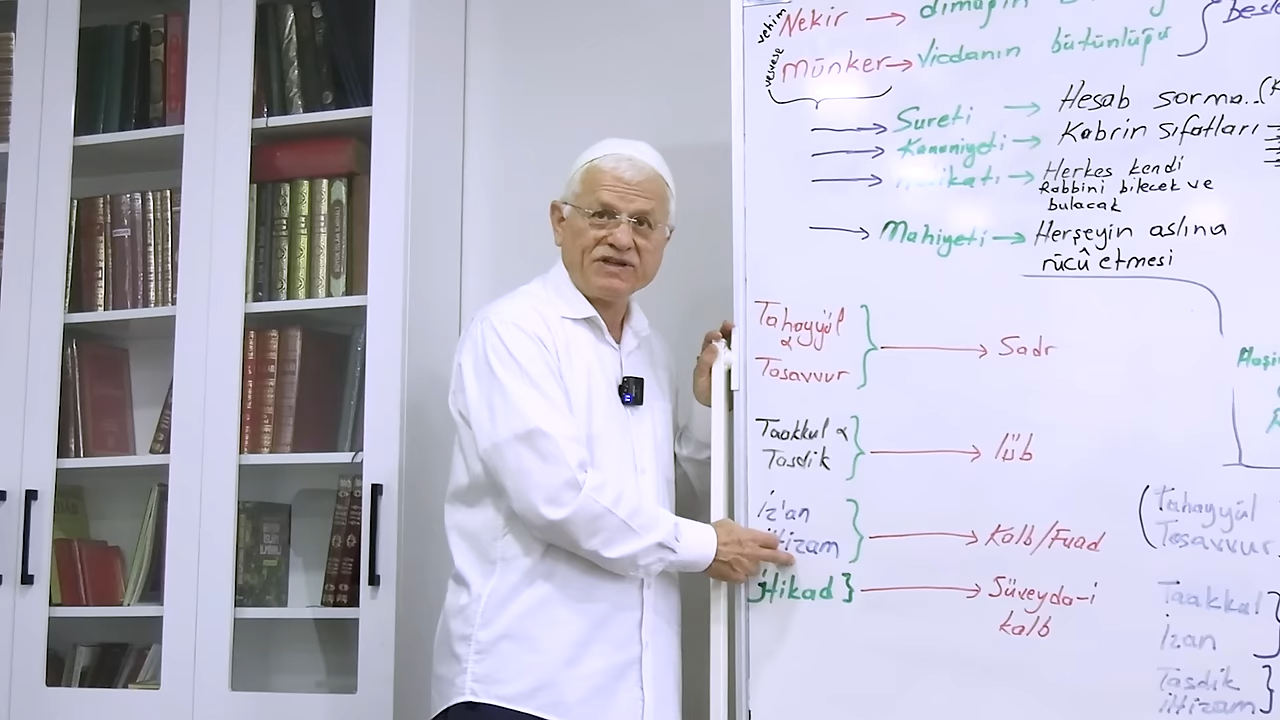 vehim Nekir → dimağın
vesvese Münker → Vicdanın bütünlüğü
Sureti → Hesab sorma..
→ Kabrin sıfatları →
→ Herkes kendi
Rabbini bilecek ve
bulacak
Mahiyeti → Herşeyin aslına
rücû etmesi
Tahayyül
Tasavvur → Sadr
Taakkul
Tasdik → lüb
İz'an
iltizam → Kalb/Fuad
İtikad → Süveyda-i
kalb
Tahayyül
Tasavvur
Taakkul
İzan
Tasdik
iltizam